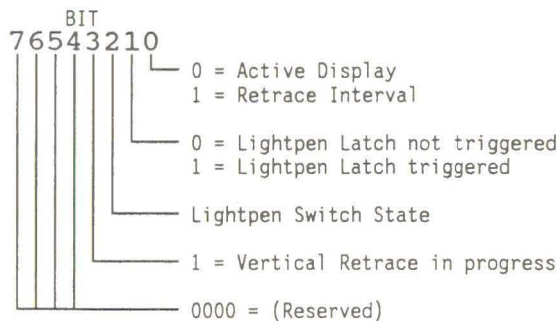 BIT
76543210
0 = Active Display
1 = Retrace Interval
0 = Lightpen Latch not triggered
1 = Lightpen Latch triggered
Lightpen Switch State
1 = Vertical Retrace in progress
0000 = (Reserved)